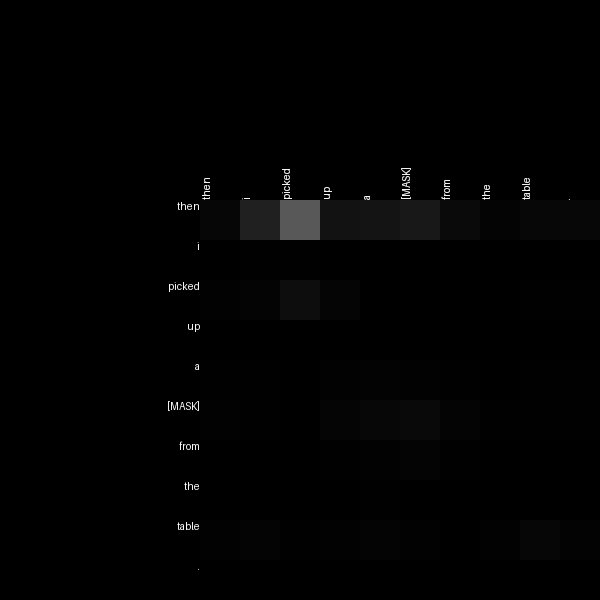 then i picked up a [MASK] from the table .
then
i
picked
up
a
[MASK]
from
the
table
.